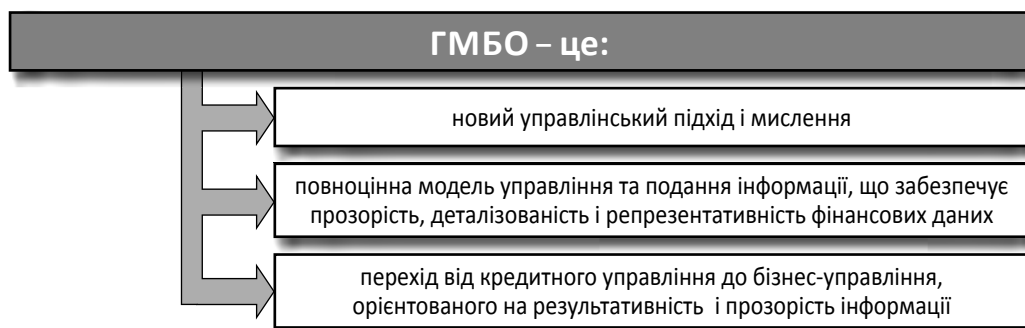 ГМБО – це:
новий управлінський підхід і мислення
повноцінна модель управління та подання інформації, що забезпечує
прозорість, деталізованість і репрезентативність фінансових даних
перехід від кредитного управління до бізнес-управління,
орієнтованого на результативність і прозорість інформації